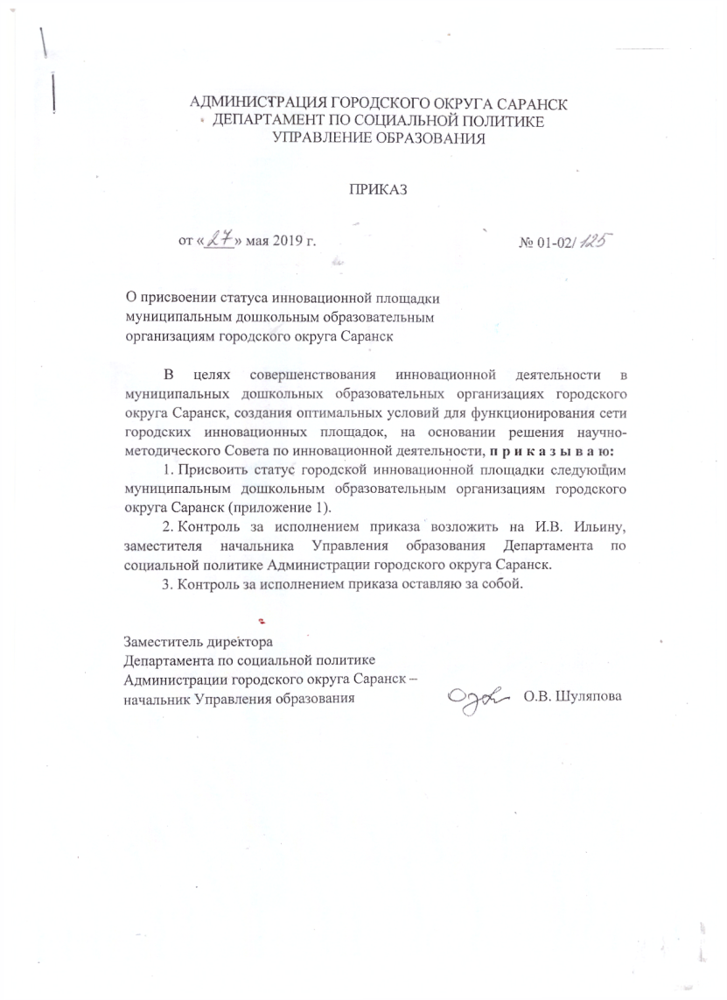 АДМИНИСТРАЦИЯ ГОРОДСКОГО ОКРУГА САРАНСК
ДЕПАРТАМЕНТ ПО СОЦИАЛЬНОЙ ПОЛИТИКЕ
УПРАВЛЕНИЕ ОБРАЗОВАНИЯ
ПРИКАЗ
от «27» мая 2019 г. № 01-02/125
О присвоении статуса инновационной площадки
муниципальным дошкольным образовательным
организациям городского округа Саранск
В целях совершенствования инновационной деятельности в
муниципальных дошкольных образовательных организациях городского
округа Саранск, создания оптимальных условий для функционирования сети
городских инновационных площадок, на основании решения научно-
методического Совета по инновационной деятельности, п р и к а з ы в а ю:
1. Присвоить статус городской инновационной площадки следующим
муниципальным дошкольным образовательным организациям городского
округа Саранск (приложение 1).
2. Контроль за исполнением приказа возложить на И.В. Ильину,
заместителя начальника Управления образования Департамента по
социальной политике Администрации городского округа Саранск.
3. Контроль за исполнением приказа оставляю за собой.
Заместитель директора
Департамента по социальной политике
Администрации городского округа Саранск –
начальник Управления образования О.В. Шуляпова